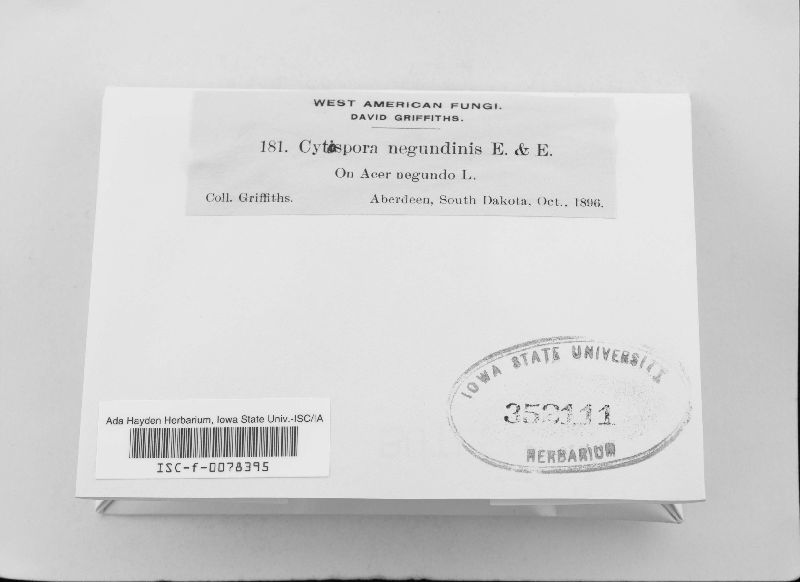 WEST AMERICAN FUNGI.
DAVID GRIFFITHS.
181. Cytospora negundinis E. & E.
On Acer negundo L.
Coll. Griffiths. Aberdeen, South Dakota, Oct., 1896.
IOWA STATE UNIVERSITY
352111
HERBARIUM
Ada Hayden Herbarium, Iowa State Univ.-ISC/IA
ISC-f-0078395